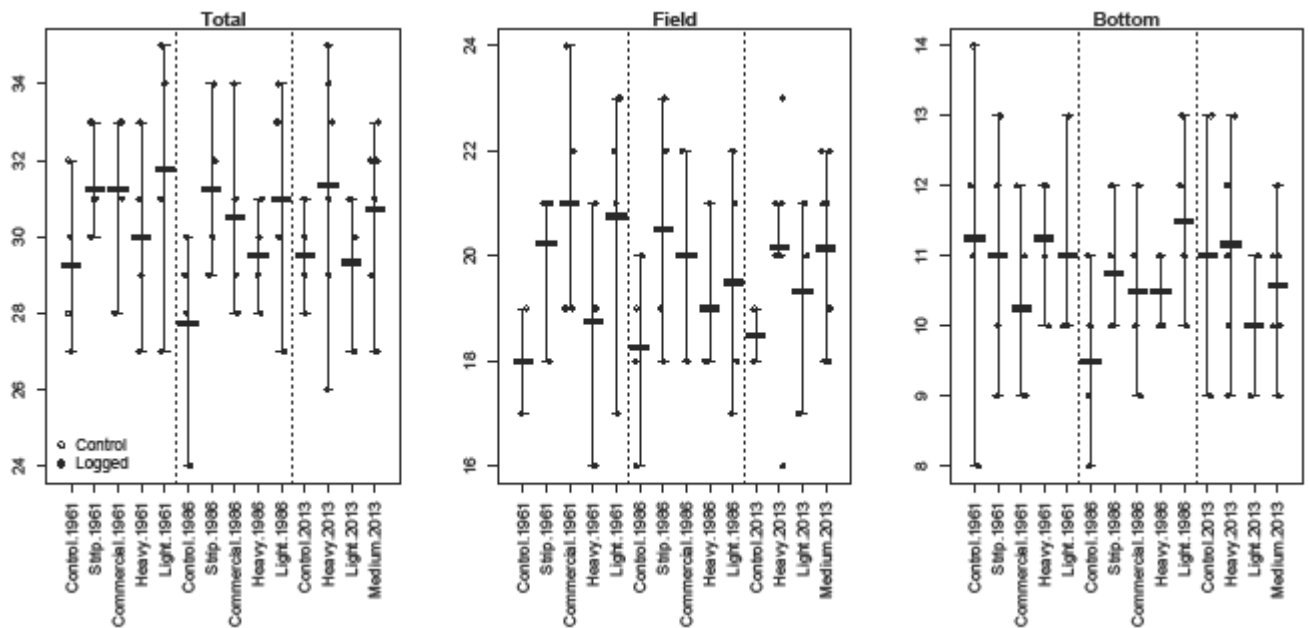 Total
34
32
30
28
26
24
Control
Logged
Control.1961
Strip.1961
Commercial.1961
Heavy.1961
Light.1961
Control.1986
Strip.1986
Commercial.1986
Heavy.1986
Light.1986
Control.2013
Heavy.2013
Light.2013
Medium.2013
Field
24
22
20
18
16
Control.1961
Strip.1961
Commercial.1961
Heavy.1961
Light.1961
Control.1986
Strip.1986
Commercial.1986
Heavy.1986
Light.1986
Control.2013
Heavy.2013
Light.2013
Medium.2013
Bottom
14
13
12
11
10
9
8
Control.1961
Strip.1961
Commercial.1961
Heavy.1961
Light.1961
Control.1986
Strip.1986
Commercial.1986
Heavy.1986
Light.1986
Control.2013
Heavy.2013
Light.2013
Medium.2013